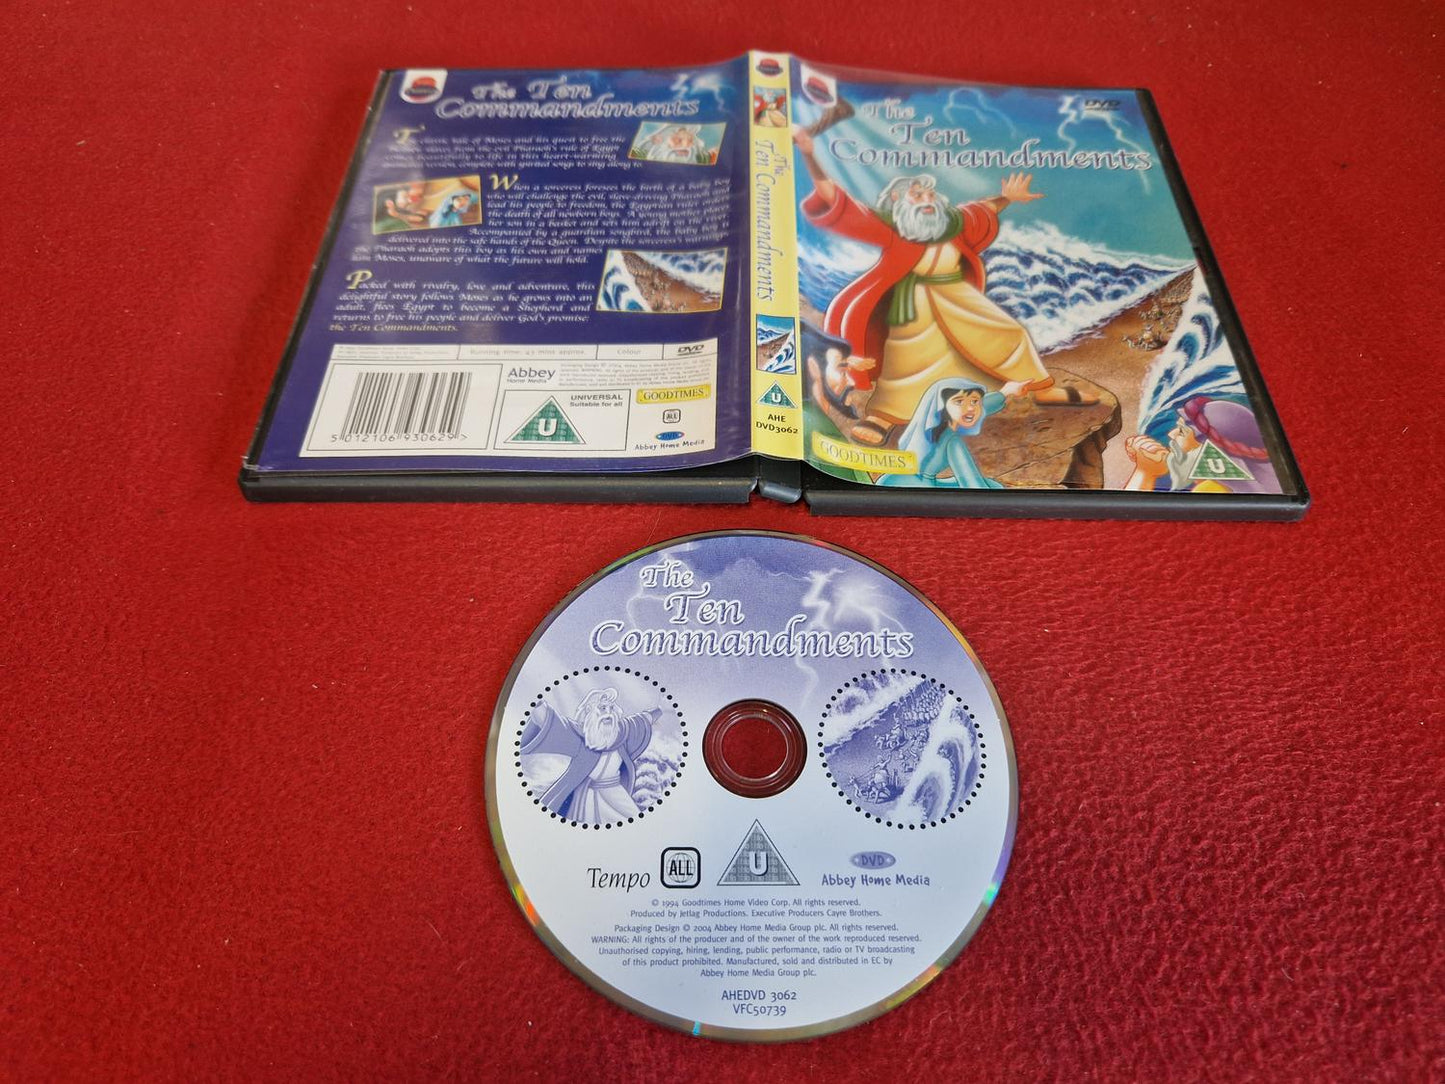 The Ten
Commandments
The classic tale of Moses and his quest to free the
Hebrew slaves from the evil Pharaoh's rule of Egypt
comes beautifully to life in this heart-warming
animated version complete with spirited songs to sing along to.
When a sorceress foresees the birth of a baby boy
who will challenge the evil, slave-driving Pharaoh and
lead his people to freedom, the Egyptian ruler orders
the death of all newborn boys. A young mother places
her son in a basket and sets him adrift on the river.
Accompanied by a guardian songbird, the baby boy is
delivered into the safe hands of the Queen. Despite the sorceress's warnings,
the Pharaoh adopts this boy as his own and names
him Moses, unaware of what the future will hold.
Packed with rivalry, love and adventure, this
delightful story follows Moses as he grows into an
adult, flees Egypt to become a Shepherd and
returns to free his people and deliver God's promise:
the Ten Commandments.
Running time: 43 mins approx.
Colour
DVD
Abbey
Home Media
UNIVERSAL
Suitable for all
U
GOODTIMES
ALL
DVD
Abbey Home Media
5 012106 930629 >
The
Ten Commandments
U
AHE
DVD3062
DVD
The
Ten
Commandments
GOODTIMES
U
The
Ten
Commandments
Tempo
ALL
U
DVD
Abbey Home Media
© 1994 Goodtimes Home Video Corp. All rights reserved.
Produced by Jetlag Productions. Executive Producers Cayre Brothers.
Packaging Design © 2004 Abbey Home Media Group plc. All rights reserved.
WARNING: All rights of the producer and of the owner of the work reproduced reserved.
Unauthorised copying, hiring, lending, public performance, radio or TV broadcasting
of this product prohibited. Manufactured, sold and distributed in EC by
Abbey Home Media Group plc.
AHEDVD 3062
VFC50739